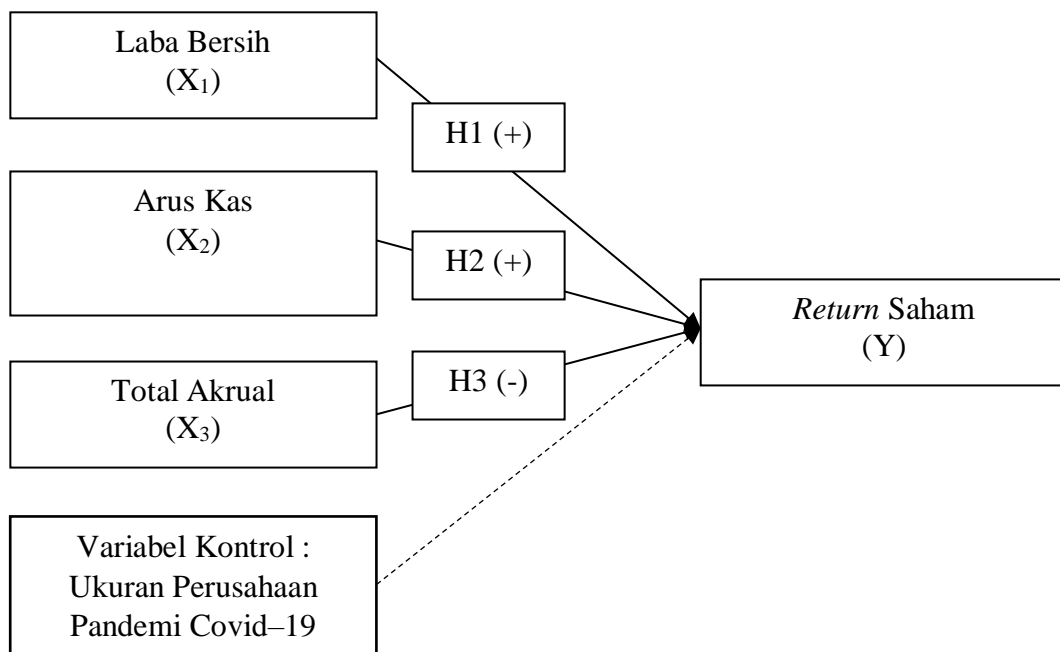 Laba Bersih
(X₁)
H1 (+)
Arus Kas
(X₂)
H2 (+)
Return Saham
(Y)
Total Akrual
(X₃)
H3 (-)
Variabel Kontrol :
Ukuran Perusahaan
Pandemi Covid–19